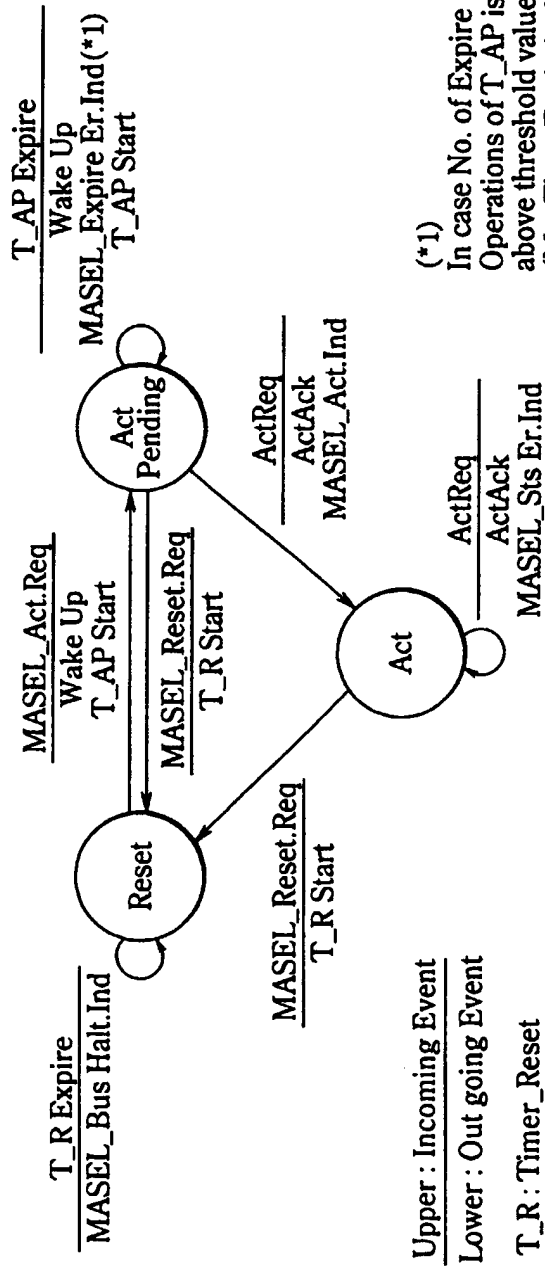 T_AP Expire
Wake Up
MASEL_Expire Er.Ind(*1)
T_AP Start
MASEL_Act.Req
Wake Up
T_AP Start
Act
Pending
MASEL_Reset.Req
T_R Start
T_R Expire
MASEL_Bus Halt.Ind
Reset
ActReq
ActAck
MASEL_Act.Ind
MASEL_Reset.Req
T_R Start
Act
ActReq
ActAck
MASEL_Sts Er.Ind
Upper : Incoming Event
Lower : Out going Event
T_R : Timer_Reset
(*1)
In case No. of Expire
Operations of T_AP is
above threshold value